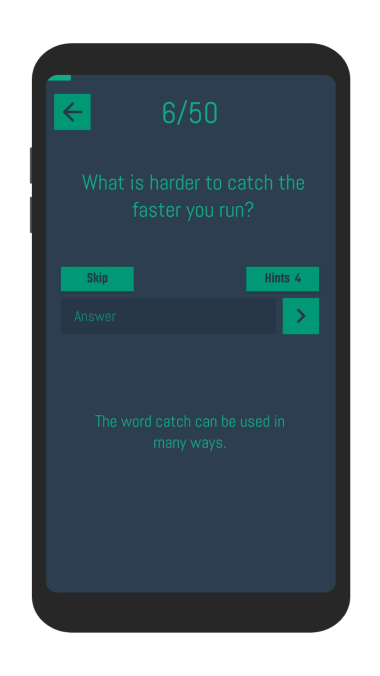 6/50
What is harder to catch the
faster you run?
Skip
Hints 4
Answer
The word catch can be used in
many ways.